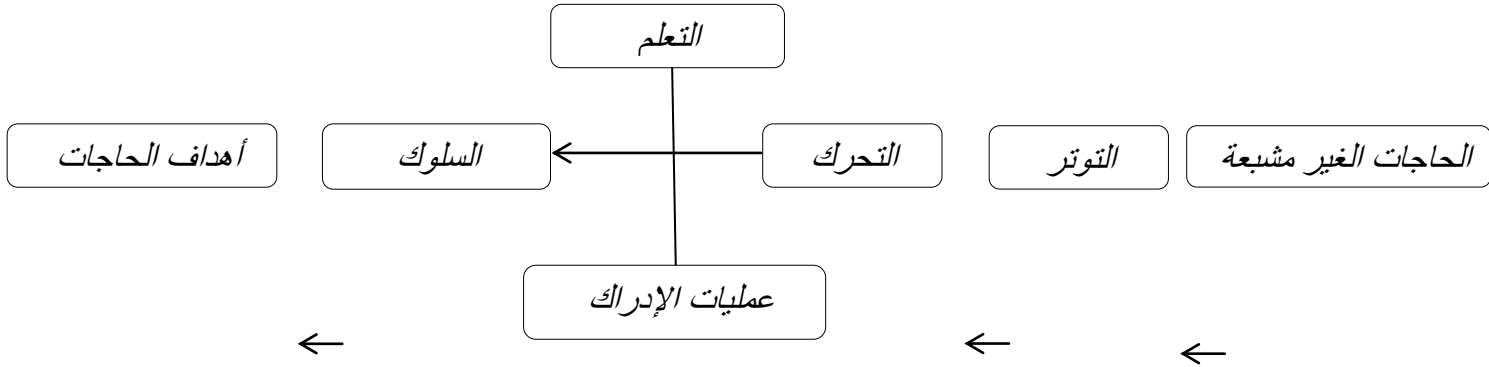 التعلم
الحاجات الغير مشبعة
التوتر
التحرك
السلوك
أهداف الحاجات
عمليات الإدراك